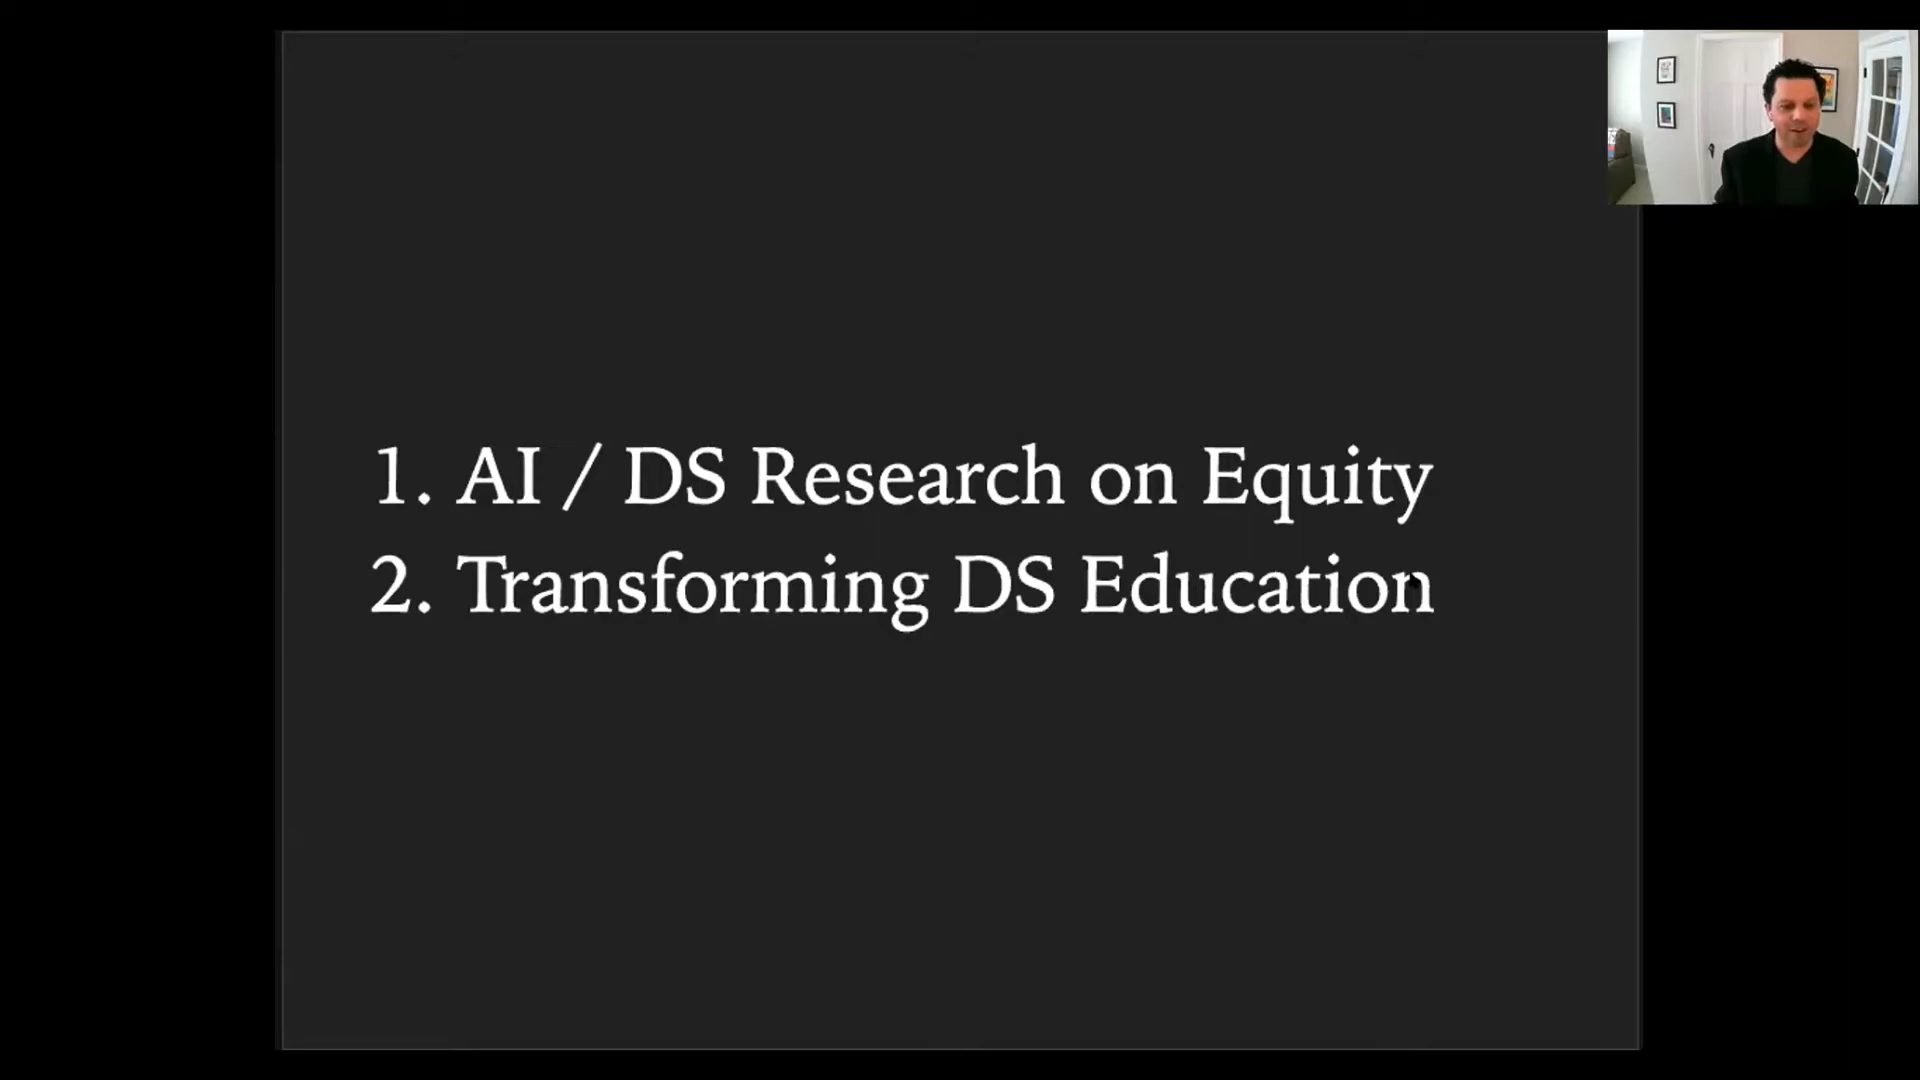 1. AI / DS Research on Equity
2. Transforming DS Education